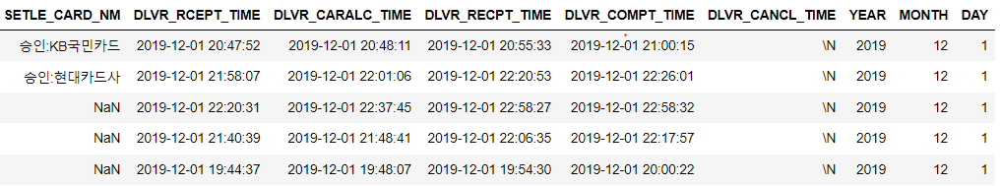 SETLE_CARD_NM DLVR_RCEPT_TIME DLVR_CARALC_TIME DLVR_RECPT_TIME DLVR_COMPT_TIME DLVR_CANCL_TIME YEAR MONTH DAY
승인:KB국민카드 2019-12-01 20:47:52 2019-12-01 20:48:11 2019-12-01 20:55:33 2019-12-01 21:00:15 \N 2019 12 1
승인:현대카드사 2019-12-01 21:58:07 2019-12-01 22:01:06 2019-12-01 22:20:53 2019-12-01 22:26:01 \N 2019 12 1
NaN 2019-12-01 22:20:31 2019-12-01 22:37:45 2019-12-01 22:58:27 2019-12-01 22:58:32 \N 2019 12 1
NaN 2019-12-01 21:40:39 2019-12-01 21:48:41 2019-12-01 22:06:35 2019-12-01 22:17:57 \N 2019 12 1
NaN 2019-12-01 19:44:37 2019-12-01 19:48:07 2019-12-01 19:54:30 2019-12-01 20:00:22 \N 2019 12 1